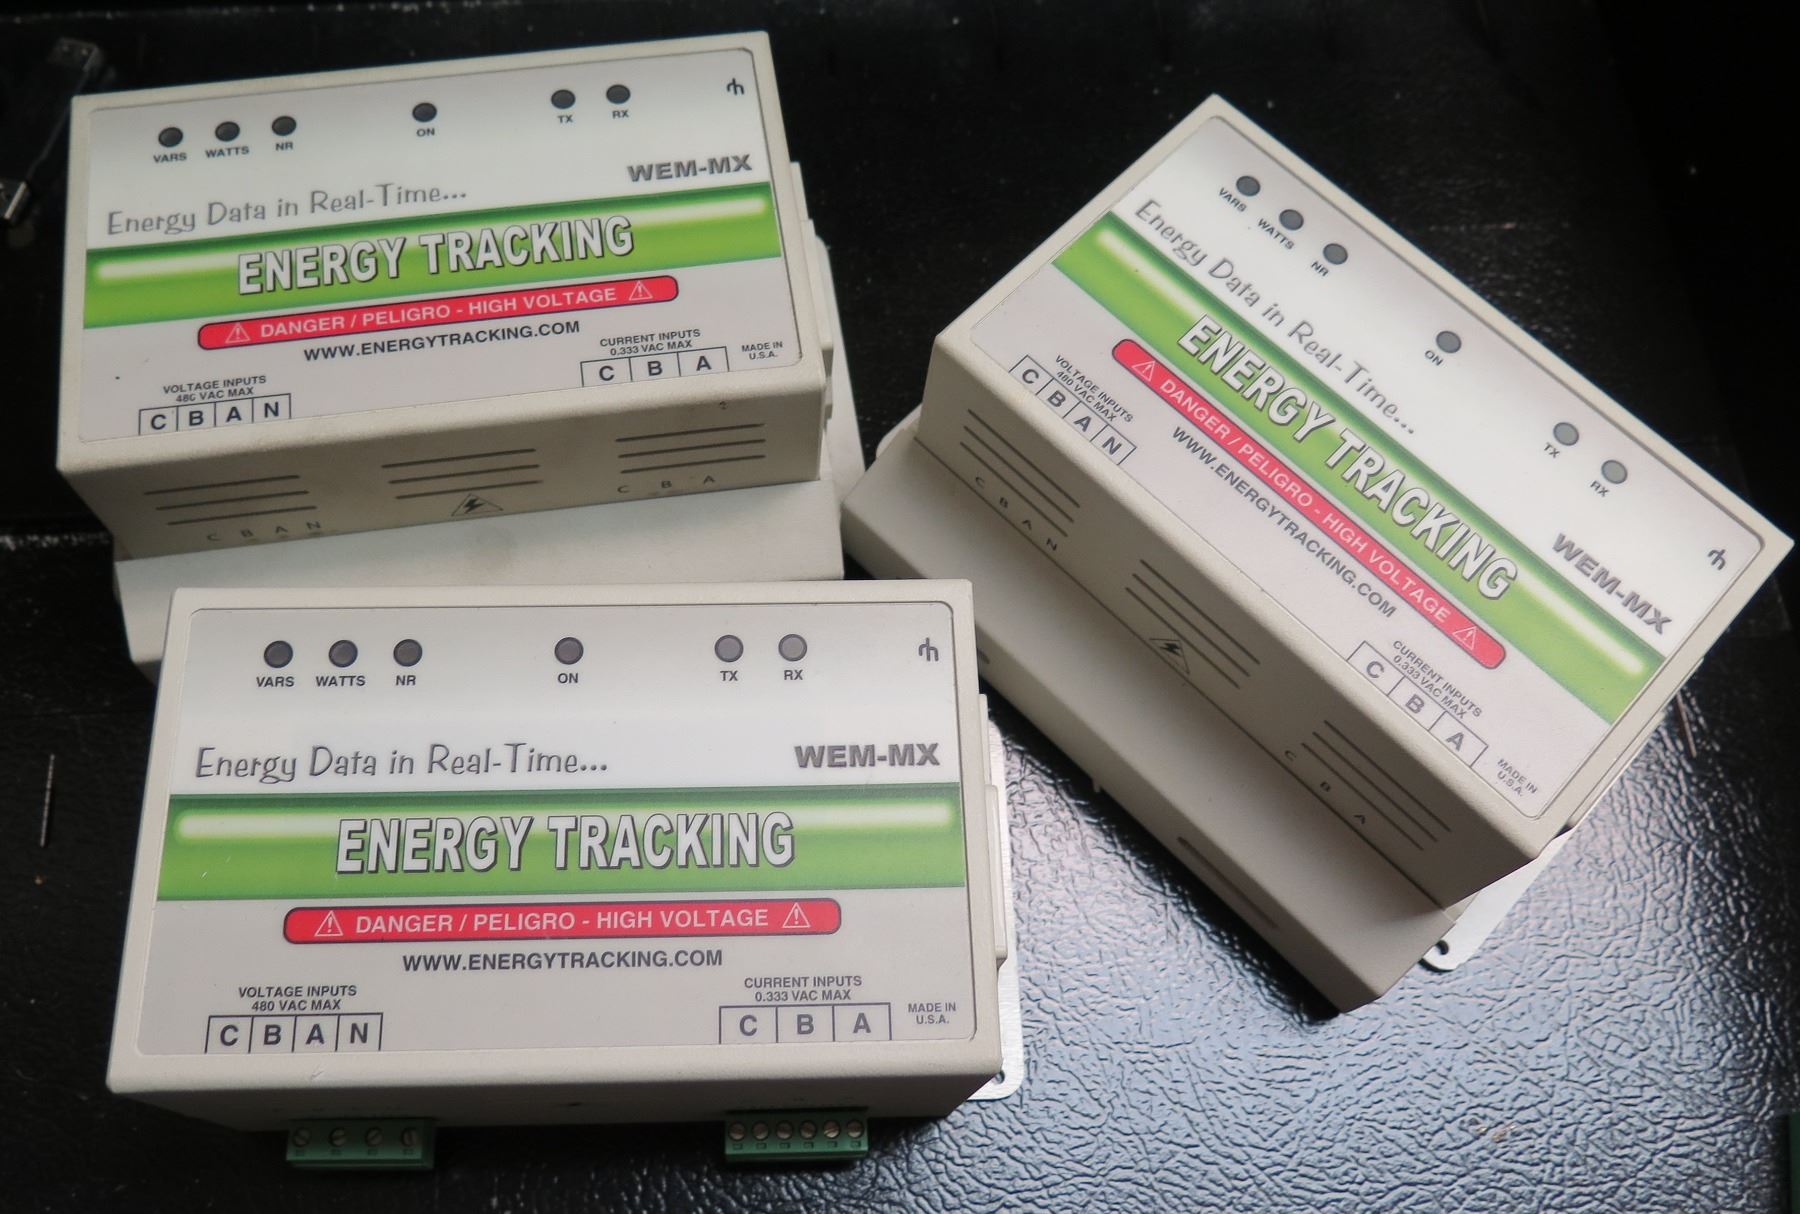 VARS WATTS NR ON TX RX
WEM-MX
Energy Data in Real-Time...
ENERGY TRACKING
DANGER / PELIGRO - HIGH VOLTAGE
WWW.ENERGYTRACKING.COM
VOLTAGE INPUTS
480 VAC MAX
C B A N
CURRENT INPUTS
0.333 VAC MAX
C B A
MADE IN
U.S.A.
C B A N
C B A
VARS WATTS NR ON TX RX
Energy Data in Real-Time...
WEM-MX
ENERGY TRACKING
DANGER / PELIGRO - HIGH VOLTAGE
WWW.ENERGYTRACKING.COM
VOLTAGE INPUTS
480 VAC MAX
C B A N
CURRENT INPUTS
0.333 VAC MAX
C B A
MADE IN
U.S.A.
C B A N
C B A
VARS WATTS NR ON TX RX
Energy Data in Real-Time...
WEM-MX
ENERGY TRACKING
DANGER / PELIGRO - HIGH VOLTAGE
WWW.ENERGYTRACKING.COM
VOLTAGE INPUTS
480 VAC MAX
C B A N
CURRENT INPUTS
0.333 VAC MAX
C B A
MADE IN
U.S.A.